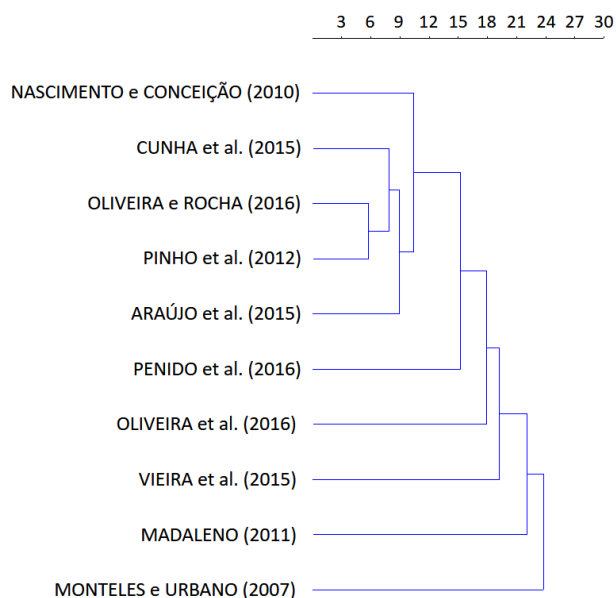 3 6 9 12 15 18 21 24 27 30
NASCIMENTO e CONCEIÇÃO (2010)
CUNHA et al. (2015)
OLIVEIRA e ROCHA (2016)
PINHO et al. (2012)
ARAÚJO et al. (2015)
PENIDO et al. (2016)
OLIVEIRA et al. (2016)
VIEIRA et al. (2015)
MADALENO (2011)
MONTELES e URBANO (2007)